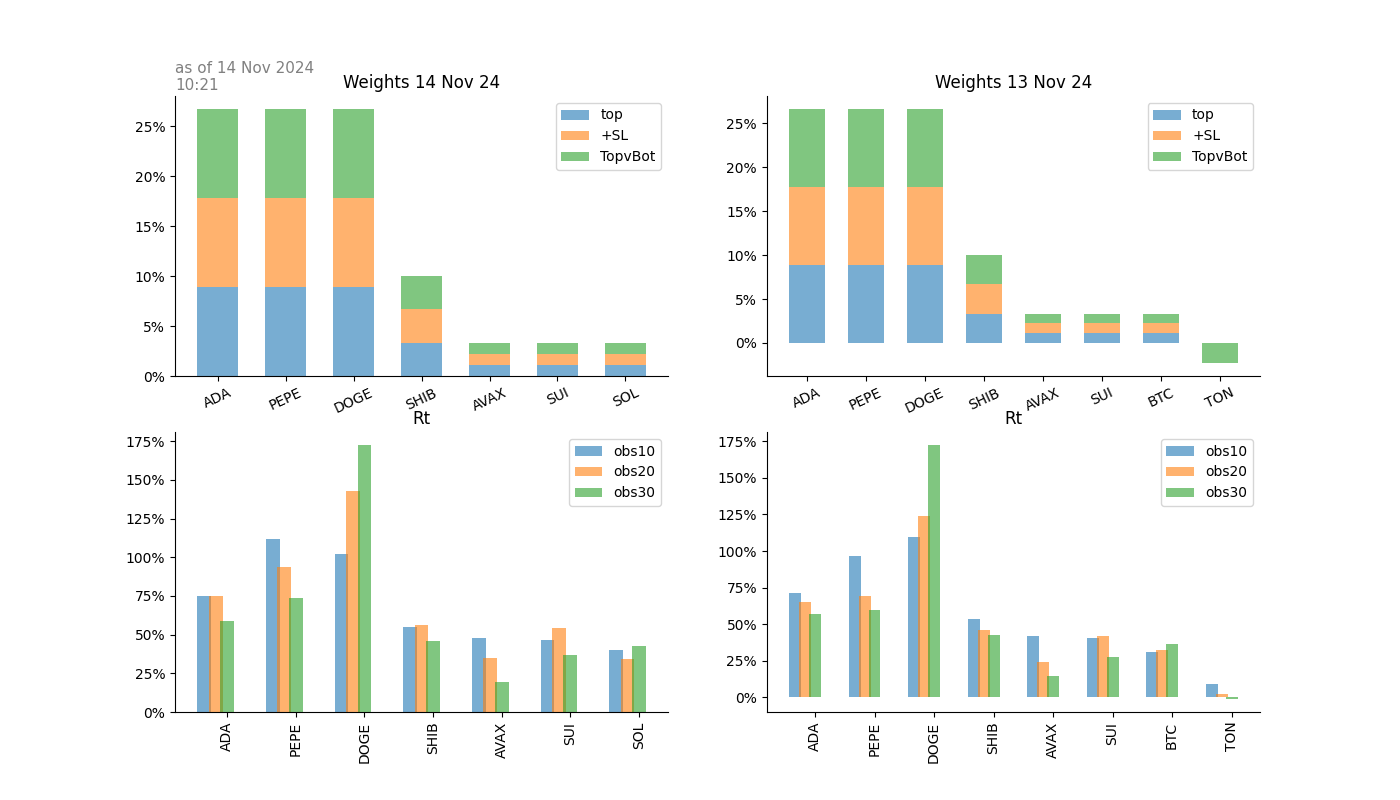 as of 14 Nov 2024
10:21
Weights 14 Nov 24
25%
20%
15%
10%
5%
0%
top
+SL
TopvBot
ADA
PEPE
DOGE
SHIB
AVAX
SUI
SOL
Weights 13 Nov 24
25%
20%
15%
10%
5%
0%
top
+SL
TopvBot
ADA
PEPE
DOGE
SHIB
AVAX
SUI
BTC
TON
Rt
175%
150%
125%
100%
75%
50%
25%
0%
obs10
obs20
obs30
ADA
PEPE
DOGE
SHIB
AVAX
SUI
SOL
Rt
175%
150%
125%
100%
75%
50%
25%
0%
obs10
obs20
obs30
ADA
PEPE
DOGE
SHIB
AVAX
SUI
BTC
TON